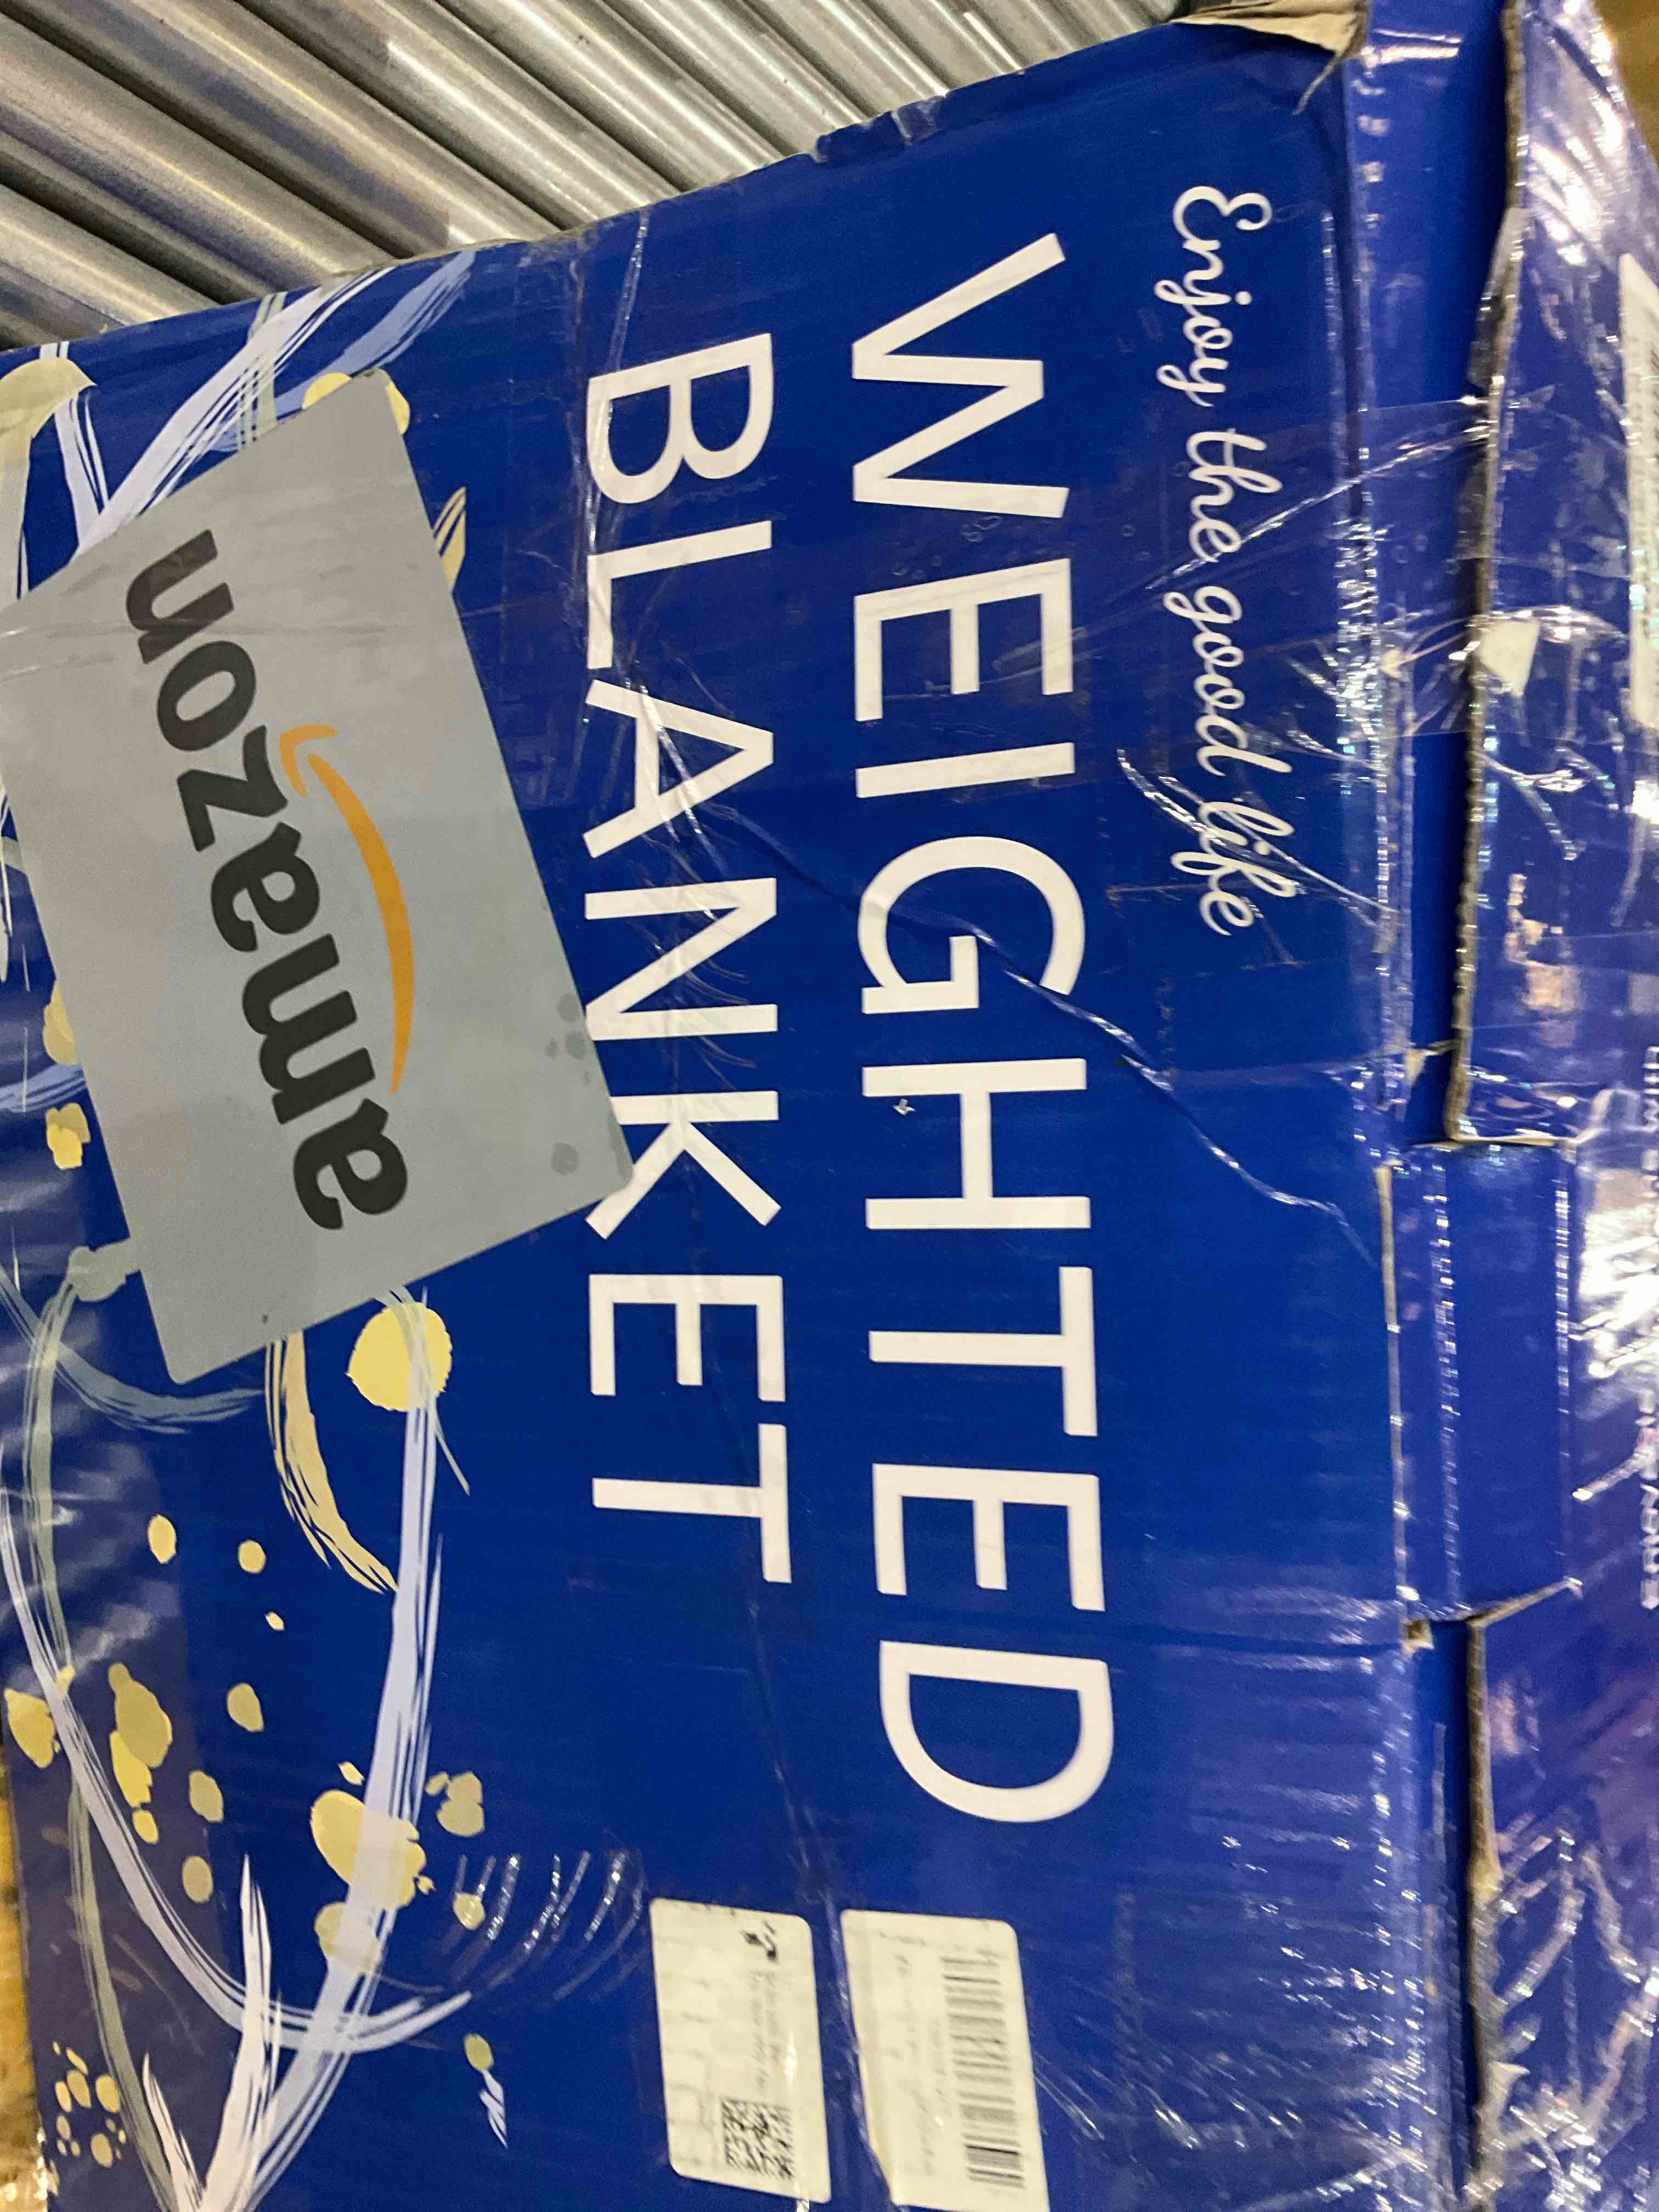 Enjoy the good life
WEIGHTED
BLANKET
amazon